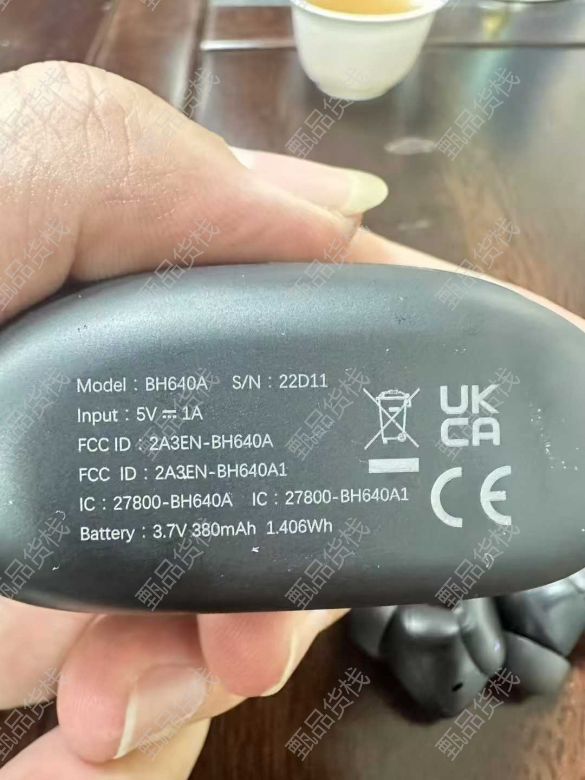 Model : BH640A S/N : 22D11
Input : 5V ⎓ 1A
FCC ID : 2A3EN-BH640A
FCC ID : 2A3EN-BH640A1
IC : 27800-BH640A IC : 27800-BH640A1
Battery : 3.7V 380mAh 1.406Wh
UK
CA
CE
甄品货栈